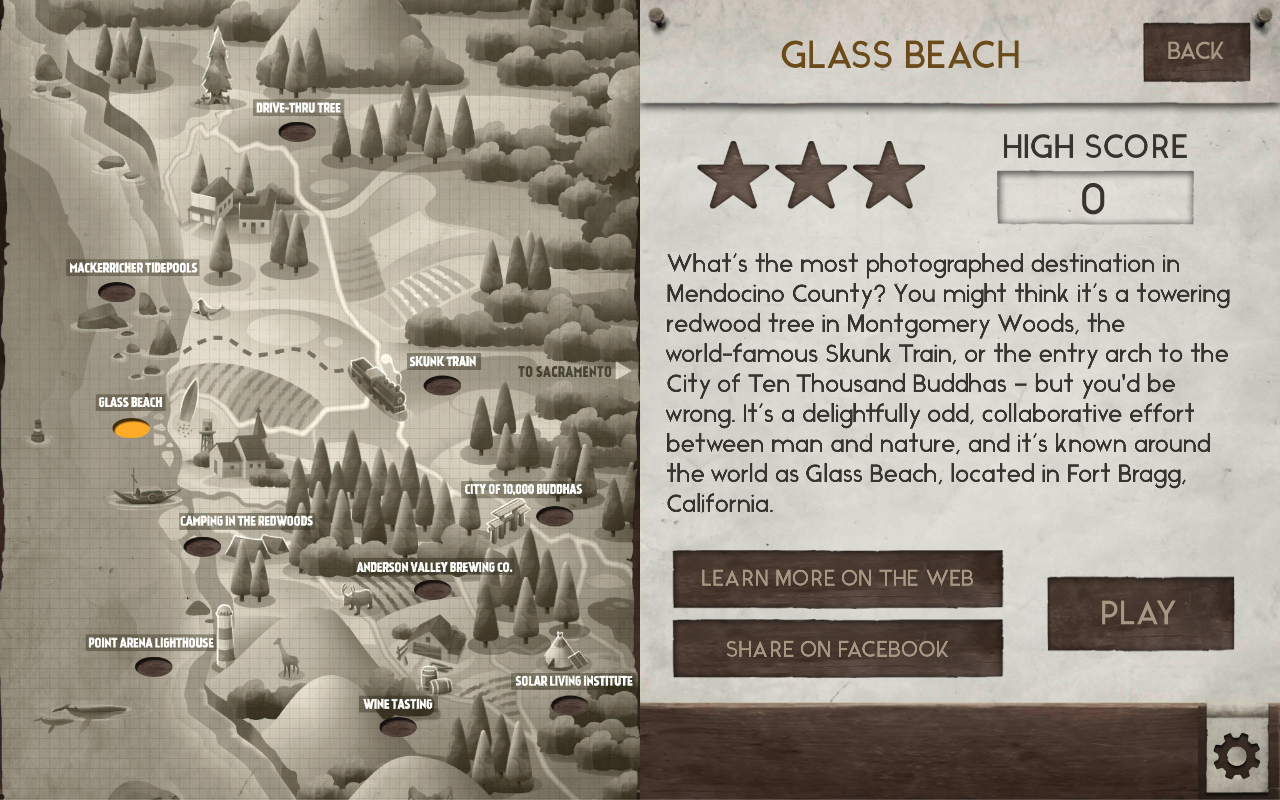 DRIVE-THRU TREE
MACKERRICHER TIDEPOOLS
SKUNK TRAIN
TO SACRAMENTO
GLASS BEACH
CITY OF 10,000 BUDDHAS
CAMPING IN THE REDWOODS
ANDERSON VALLEY BREWING CO.
POINT ARENA LIGHTHOUSE
SOLAR LIVING INSTITUTE
WINE TASTING
GLASS BEACH
BACK
HIGH SCORE
0
What's the most photographed destination in
Mendocino County? You might think it's a towering
redwood tree in Montgomery Woods, the
world-famous Skunk Train, or the entry arch to the
City of Ten Thousand Buddhas – but you'd be
wrong. It's a delightfully odd, collaborative effort
between man and nature, and it's known around
the world as Glass Beach, located in Fort Bragg,
California.
LEARN MORE ON THE WEB
SHARE ON FACEBOOK
PLAY